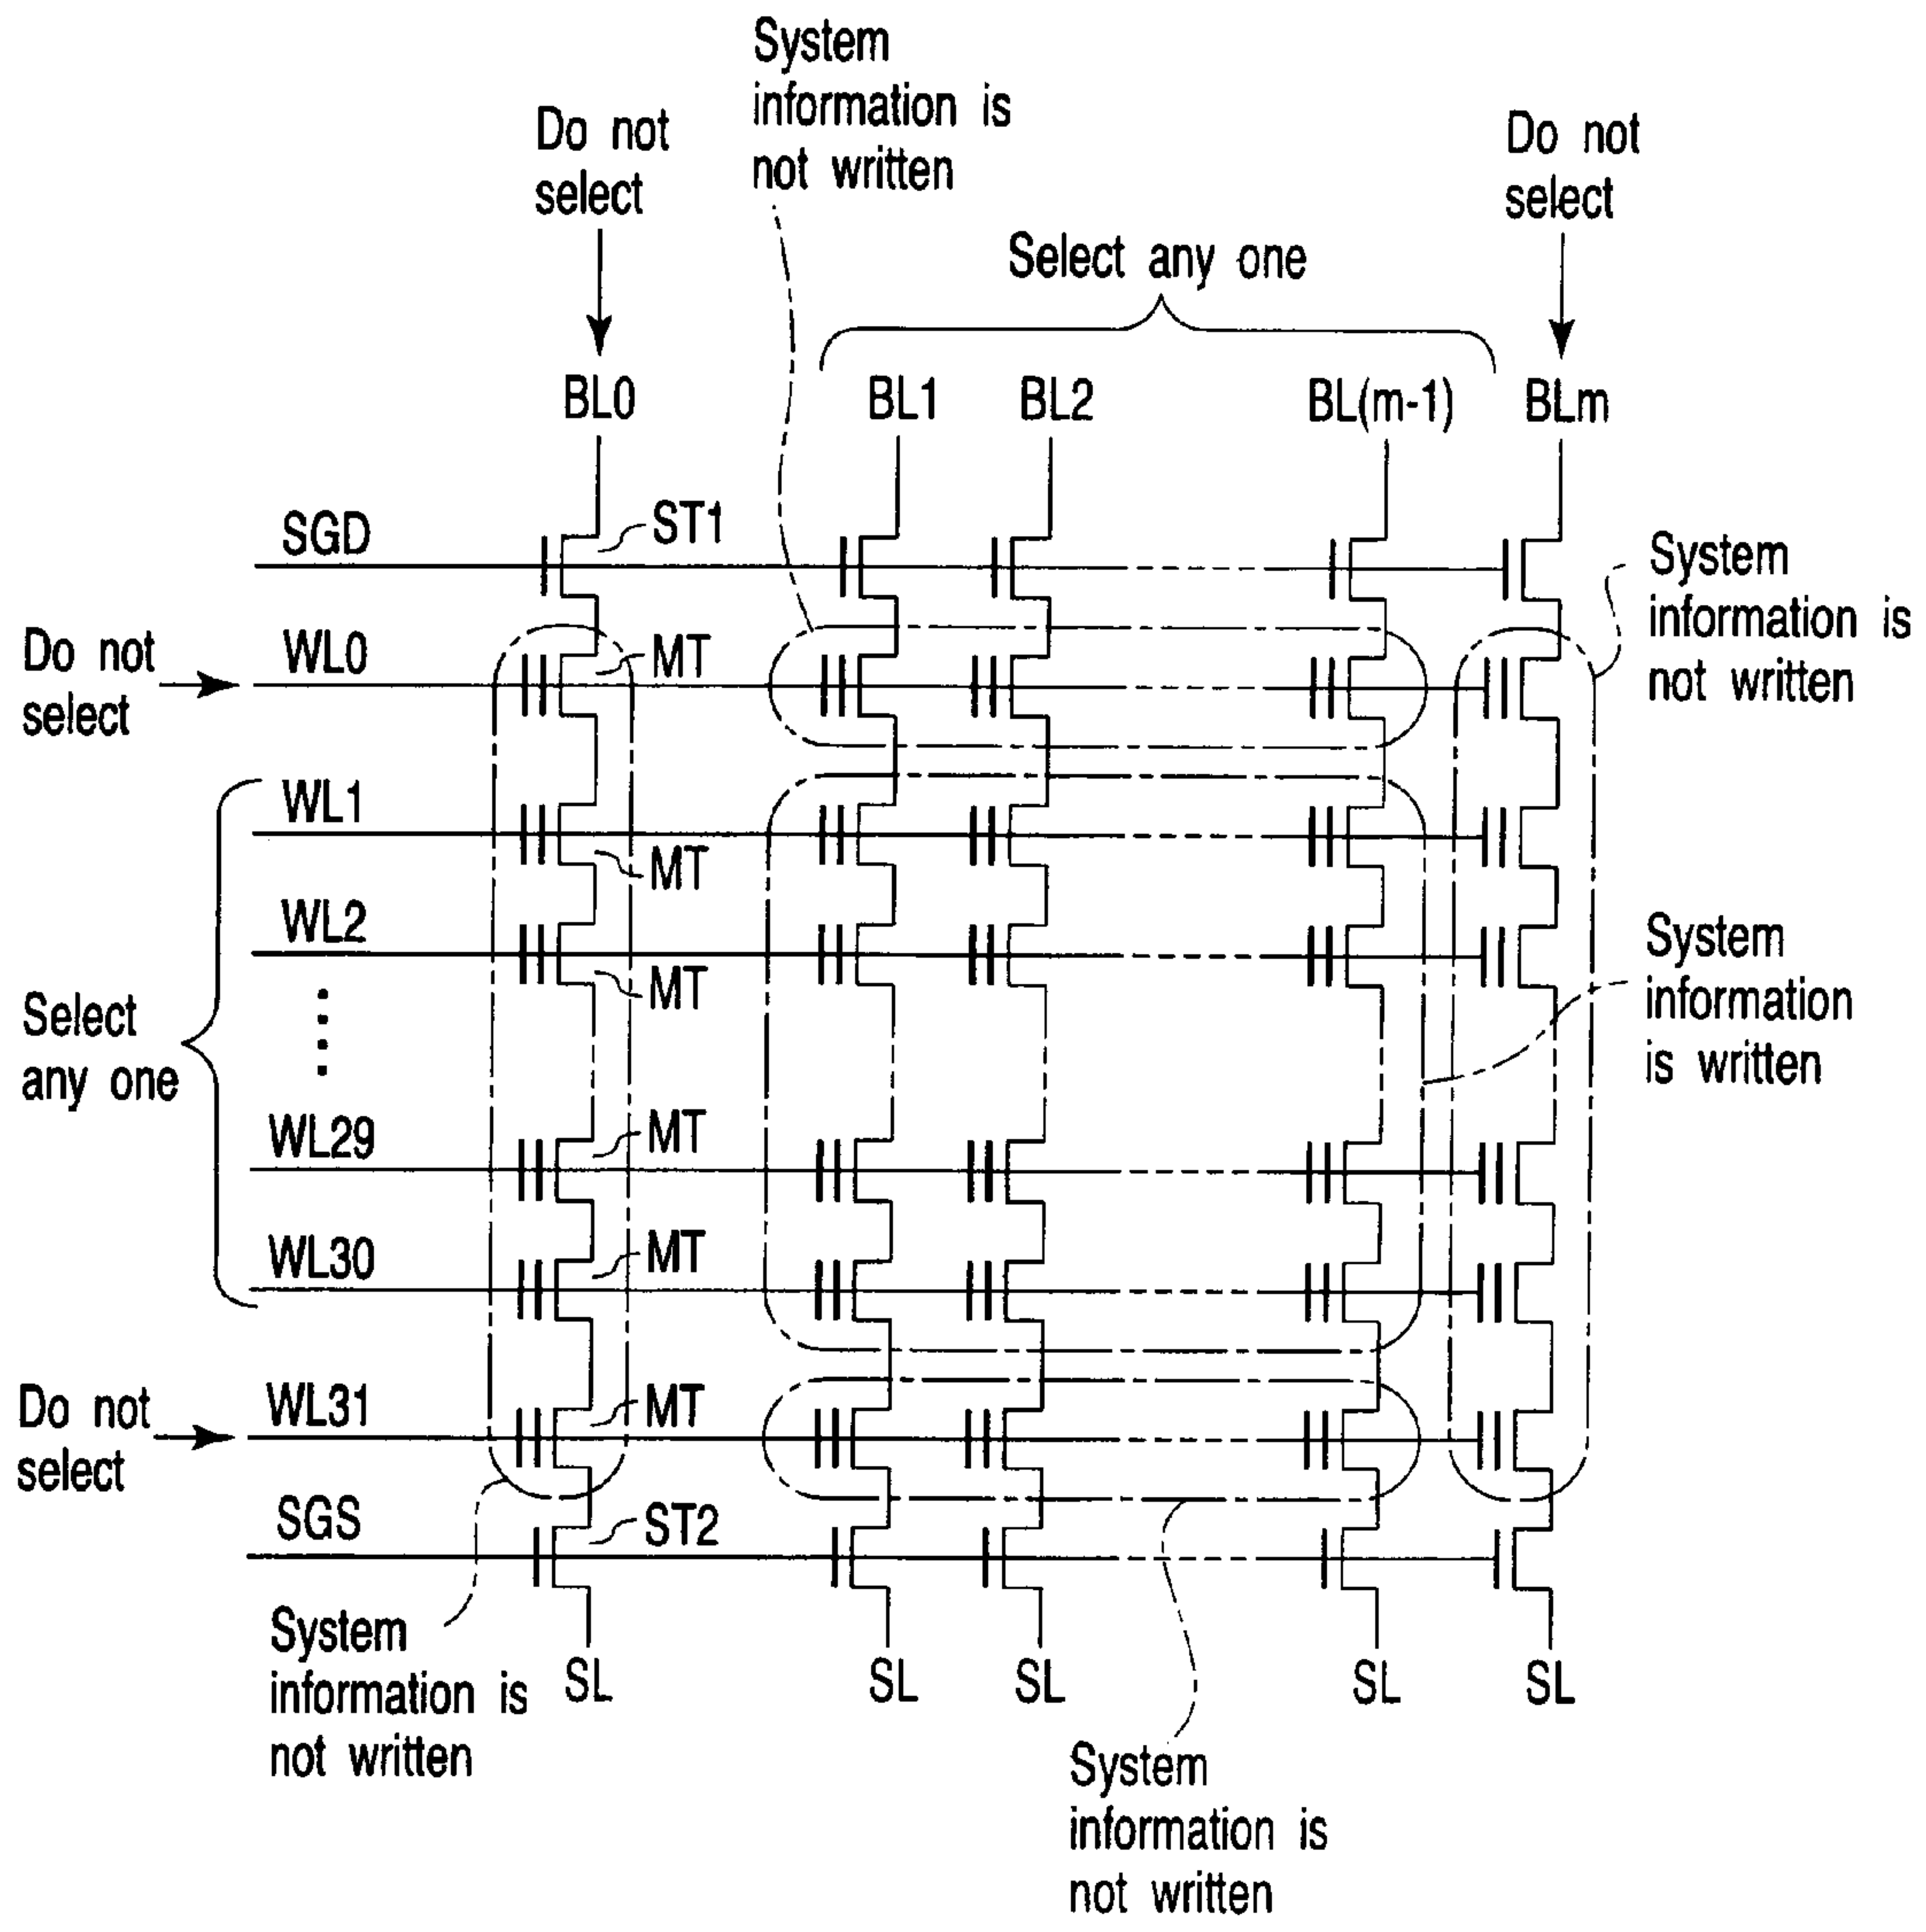 System
information is
not written
Do not
select
Do not
select
Select any one
BL0
BL1
BL2
BL(m-1)
BLm
SGD
ST1
System
information is
not written
Do not
select
WL0
MT
WL1
MT
WL2
MT
System
information
is written
Select
any one
WL29
MT
WL30
MT
Do not
select
WL31
MT
SGS
ST2
System
information is
not written
SL
SL
SL
SL
SL
System
information is
not written